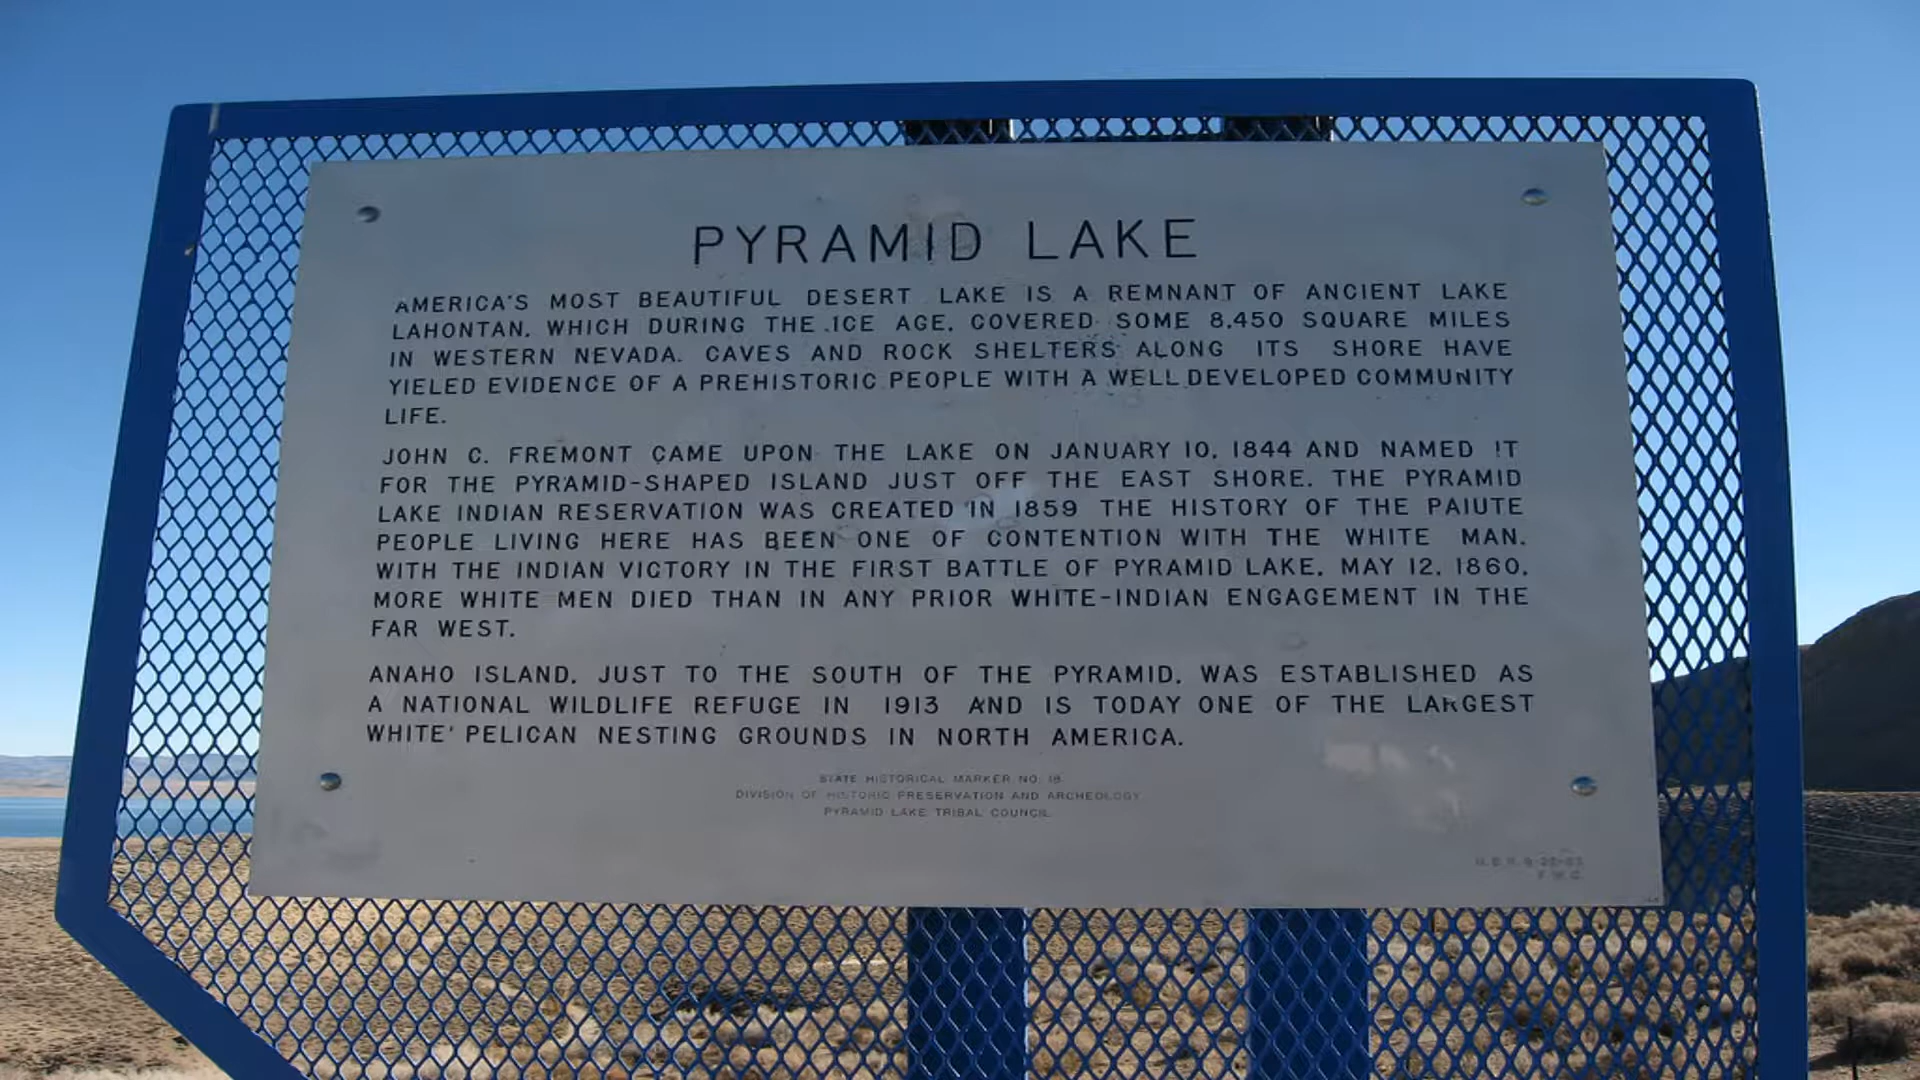 PYRAMID LAKE
AMERICA'S MOST BEAUTIFUL DESERT LAKE IS A REMNANT OF ANCIENT LAKE
LAHONTAN, WHICH DURING THE ICE AGE, COVERED SOME 8,450 SQUARE MILES
IN WESTERN NEVADA. CAVES AND ROCK SHELTERS ALONG ITS SHORE HAVE
YIELED EVIDENCE OF A PREHISTORIC PEOPLE WITH A WELL DEVELOPED COMMUNITY
LIFE.
JOHN C. FREMONT CAME UPON THE LAKE ON JANUARY 10, 1844 AND NAMED IT
FOR THE PYRAMID-SHAPED ISLAND JUST OFF THE EAST SHORE. THE PYRAMID
LAKE INDIAN RESERVATION WAS CREATED IN 1859 THE HISTORY OF THE PAIUTE
PEOPLE LIVING HERE HAS BEEN ONE OF CONTENTION WITH THE WHITE MAN.
WITH THE INDIAN VICTORY IN THE FIRST BATTLE OF PYRAMID LAKE, MAY 12, 1860,
MORE WHITE MEN DIED THAN IN ANY PRIOR WHITE-INDIAN ENGAGEMENT IN THE
FAR WEST.
ANAHO ISLAND, JUST TO THE SOUTH OF THE PYRAMID, WAS ESTABLISHED AS
A NATIONAL WILDLIFE REFUGE IN 1913 AND IS TODAY ONE OF THE LARGEST
WHITE PELICAN NESTING GROUNDS IN NORTH AMERICA.
STATE HISTORICAL MARKER NO. 18
DIVISION OF HISTORIC PRESERVATION AND ARCHEOLOGY
PYRAMID LAKE TRIBAL COUNCIL